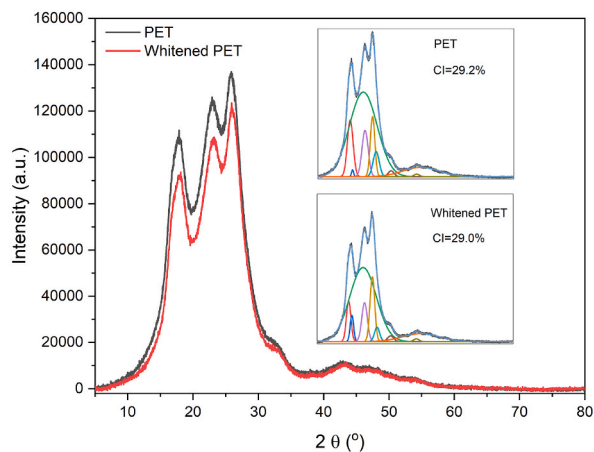 PET
Whitened PET
PET
CI=29.2%
Whitened PET
CI=29.0%
Intensity (a.u.)
160000
140000
120000
100000
80000
60000
40000
20000
0
10 20 30 40 50 60 70 80
2 θ (º)